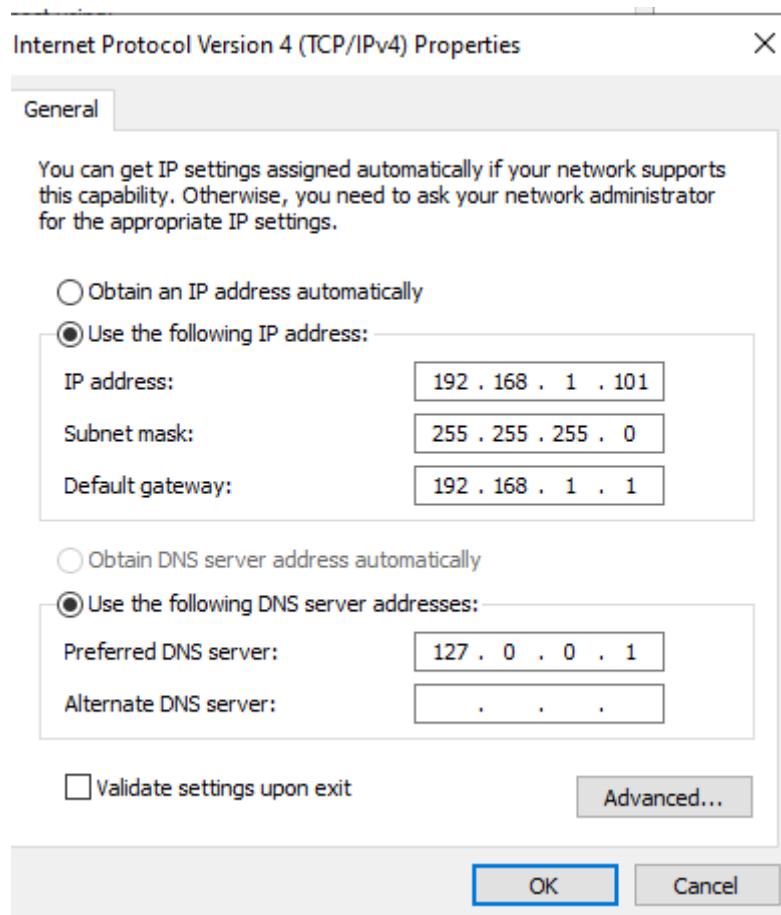 Internet Protocol Version 4 (TCP/IPv4) Properties
General
You can get IP settings assigned automatically if your network supports
this capability. Otherwise, you need to ask your network administrator
for the appropriate IP settings.
Obtain an IP address automatically
Use the following IP address:
IP address: 192 . 168 . 1 . 101
Subnet mask: 255 . 255 . 255 . 0
Default gateway: 192 . 168 . 1 . 1
Obtain DNS server address automatically
Use the following DNS server addresses:
Preferred DNS server: 127 . 0 . 0 . 1
Alternate DNS server: . . .
Validate settings upon exit
Advanced...
OK Cancel